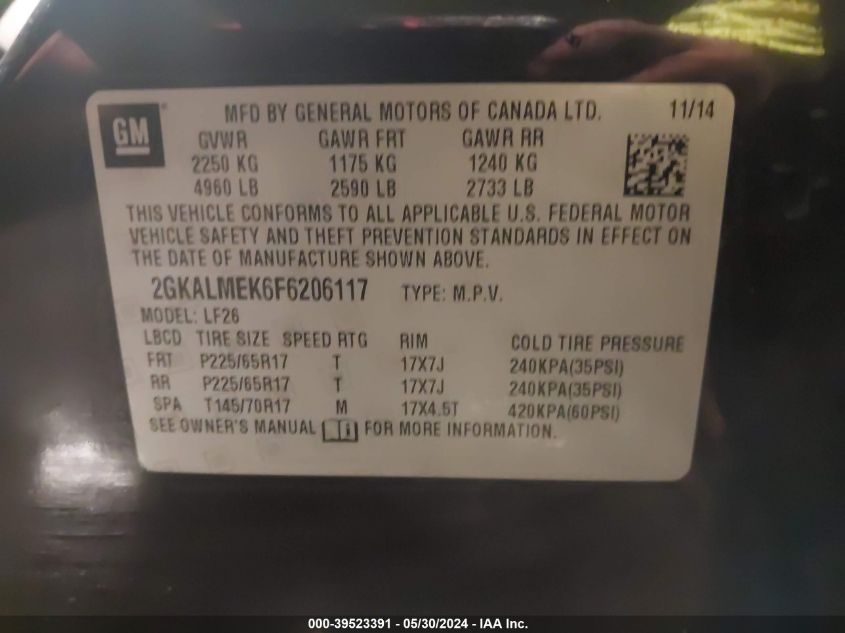 GM® MFD BY GENERAL MOTORS OF CANADA LTD. 11/14
GVWR GAWR FRT GAWR RR
2250 KG 1175 KG 1240 KG
4960 LB 2590 LB 2733 LB
THIS VEHICLE CONFORMS TO ALL APPLICABLE U.S. FEDERAL MOTOR
VEHICLE SAFETY AND THEFT PREVENTION STANDARDS IN EFFECT ON
THE DATE OF MANUFACTURE SHOWN ABOVE.
2GKALMEK6F6206117 TYPE: M.P.V.
MODEL: LF26
LBCD TIRE SIZE SPEED RTG RIM COLD TIRE PRESSURE
FRT P225/65R17 T 17X7J 240KPA(35PSI)
RR P225/65R17 T 17X7J 240KPA(35PSI)
SPA T145/70R17 M 17X4.5T 420KPA(60PSI)
SEE OWNER'S MANUAL i FOR MORE INFORMATION.
000-39523391 - 05/30/2024 - IAA Inc.